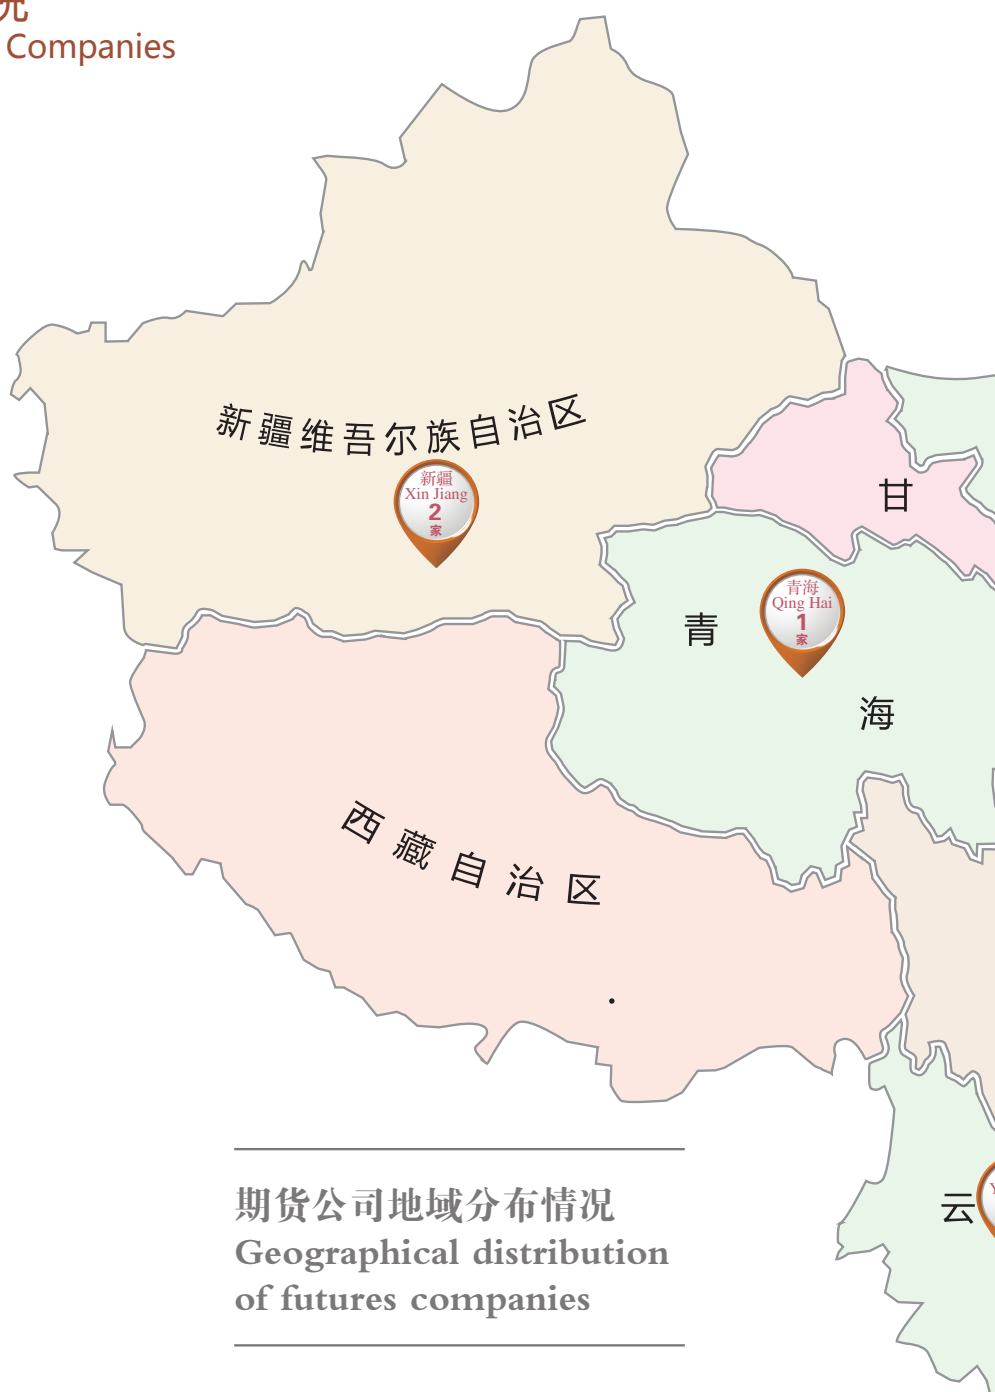 况
Companies
新疆维吾尔族自治区
新疆
Xin Jiang
2
家
甘
青海
Qing Hai
1
家
青
海
西藏自治区
云
Y
期货公司地域分布情况
Geographical distribution
of futures companies